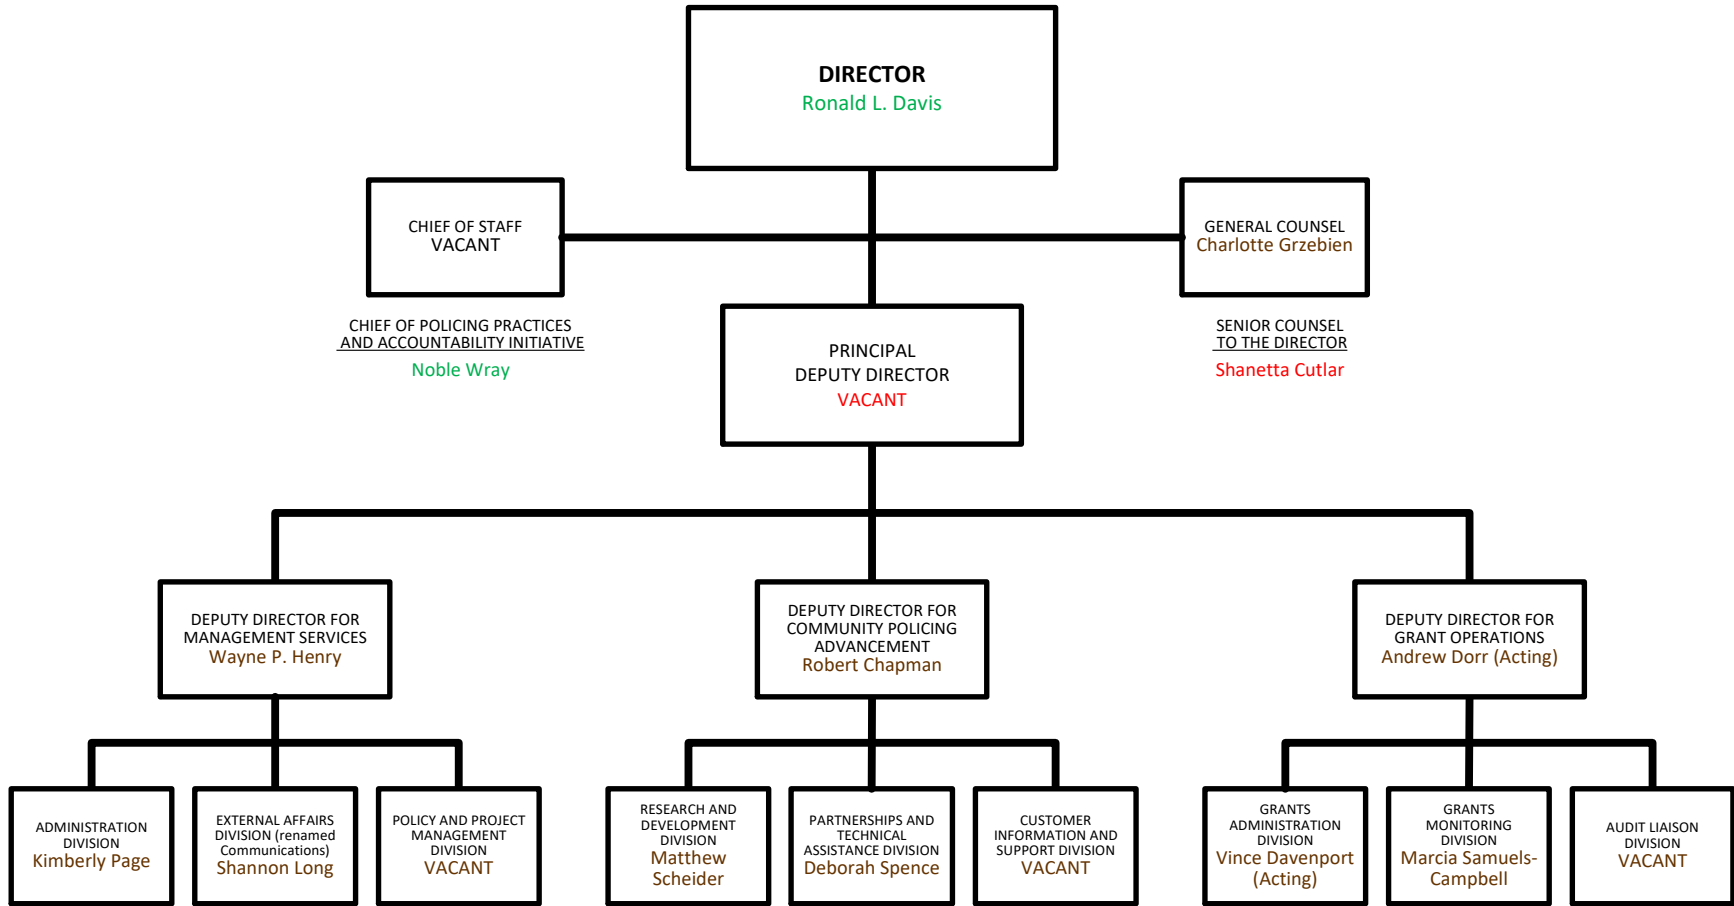 DIRECTOR
Ronald L. Davis
CHIEF OF STAFF
VACANT
GENERAL COUNSEL
Charlotte Grzebien
CHIEF OF POLICING PRACTICES
AND ACCOUNTABILITY INITIATIVE
Noble Wray
PRINCIPAL
DEPUTY DIRECTOR
VACANT
SENIOR COUNSEL
TO THE DIRECTOR
Shanetta Cutlar
DEPUTY DIRECTOR FOR
MANAGEMENT SERVICES
Wayne P. Henry
DEPUTY DIRECTOR FOR
COMMUNITY POLICING
ADVANCEMENT
Robert Chapman
DEPUTY DIRECTOR FOR
GRANT OPERATIONS
Andrew Dorr (Acting)
ADMINISTRATION
DIVISION
Kimberly Page
EXTERNAL AFFAIRS
DIVISION (renamed
Communications)
Shannon Long
POLICY AND PROJECT
MANAGEMENT
DIVISION
VACANT
RESEARCH AND
DEVELOPMENT
DIVISION
Matthew
Scheider
PARTNERSHIPS AND
TECHNICAL
ASSISTANCE DIVISION
Deborah Spence
CUSTOMER
INFORMATION AND
SUPPORT DIVISION
VACANT
GRANTS
ADMINISTRATION
DIVISION
Vince Davenport
(Acting)
GRANTS
MONITORING
DIVISION
Marcia Samuels-
Campbell
AUDIT LIAISON
DIVISION
VACANT